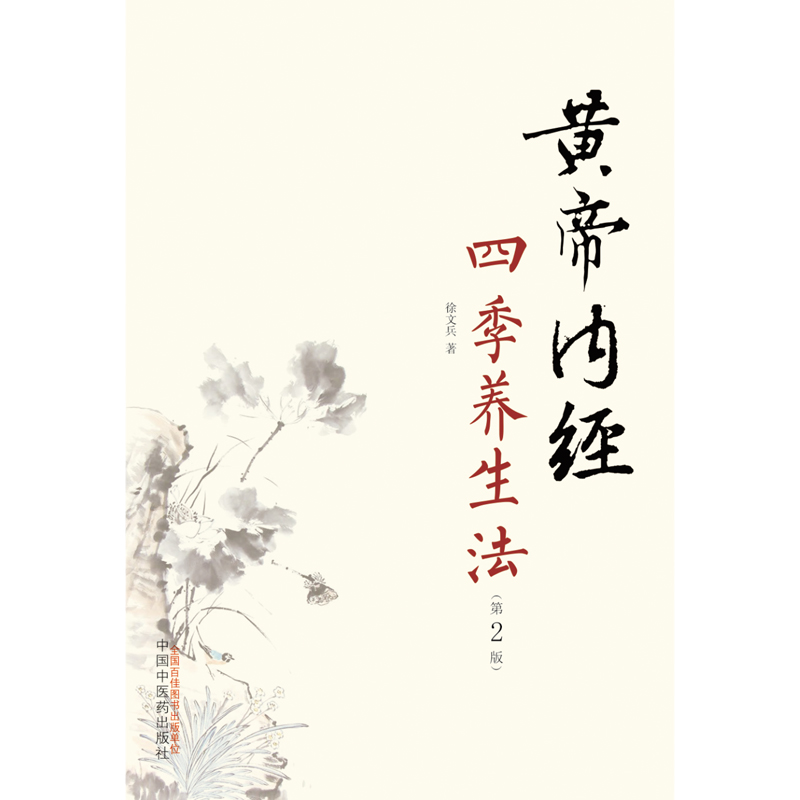 黄帝内经
四季养生法
(第2版)
徐文兵 著
全国百佳图书出版单位
中国中医药出版社